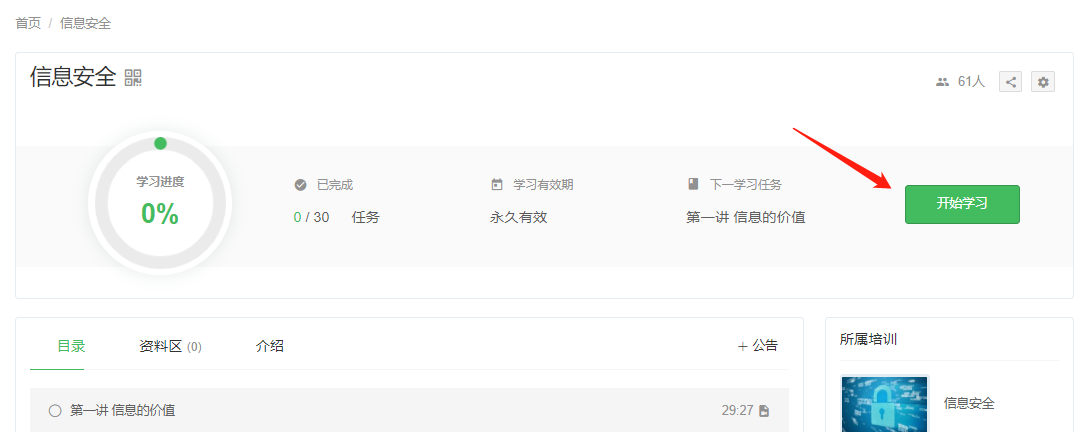 首页 / 信息安全
信息安全
61人
学习进度
0%
已完成
0 / 30 任务
学习有效期
永久有效
下一学习任务
第一讲 信息的价值
开始学习
目录 资料区 (0) 介绍 + 公告
第一讲 信息的价值 29:27
所属培训
信息安全